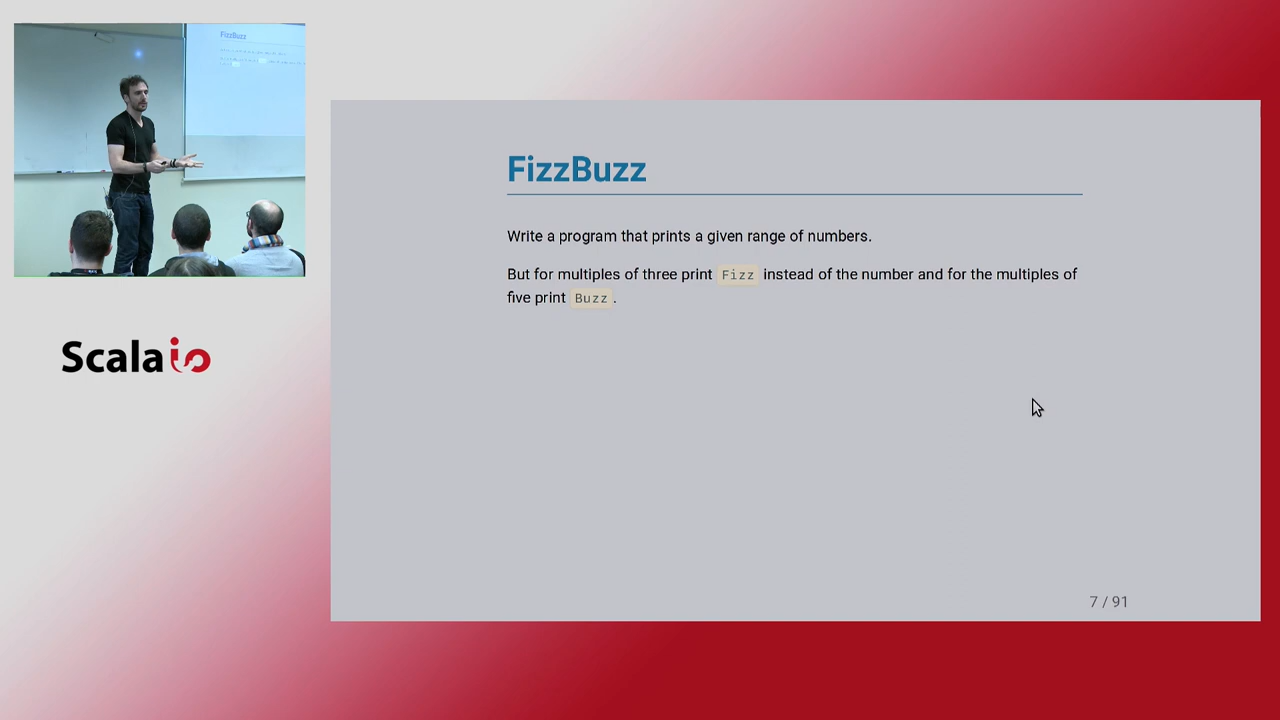 FizzBuzz
Scala io
FizzBuzz
Write a program that prints a given range of numbers.
But for multiples of three print Fizz instead of the number and for the multiples of
five print Buzz.
7 / 91